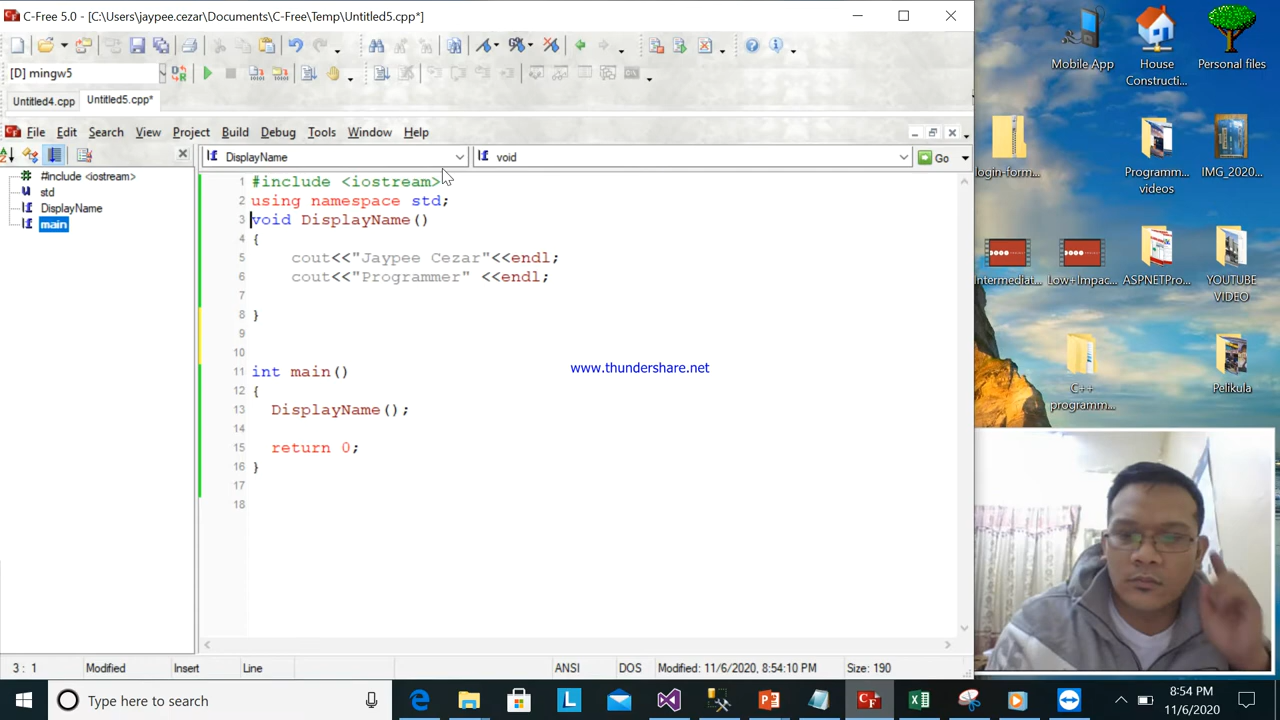 C-Free 5.0 - [C:\Users\jaypee.cezar\Documents\C-Free\Temp\Untitled5.cpp*]
[D] mingw5
Untitled4.cpp
Untitled5.cpp*
File Edit Search View Project Build Debug Tools Window Help
DisplayName
void
Go
#include <iostream>
std
DisplayName
main
1 #include <iostream>
2 using namespace std;
3 void DisplayName()
4 {
5 cout<<"Jaypee Cezar"<<endl;
6 cout<<"Programmer" <<endl;
7
8 }
9
10
11 int main()
12 {
13 DisplayName();
14
15 return 0;
16 }
17
18
www.thundershare.net
3 : 1 Modified Insert Line ANSI DOS Modified: 11/6/2020, 8:54:10 PM Size: 190
Mobile App
House Constructi...
Personal files
login-form...
Programm... videos
IMG_2020...
Intermediat...
Low+Impac...
ASPNETPro...
YOUTUBE VIDEO
C++ programm...
Pelikula
Type here to search
8:54 PM
11/6/2020